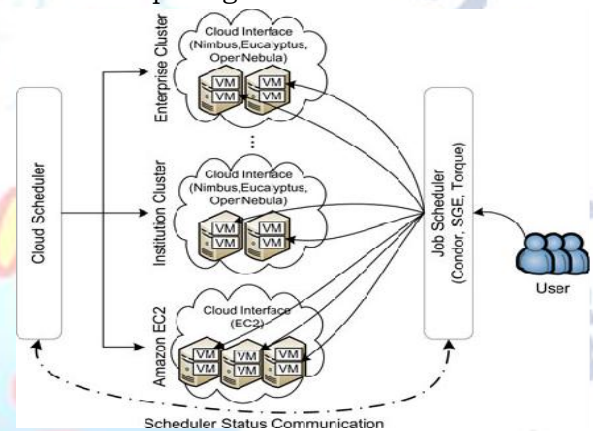 Cloud Scheduler
Enterprise Cluster
Cloud Interface
(Nimbus,Eucalyptus,
OpenNebula)
VM
VM
VM
VM
Institution Cluster
Cloud Interface
(Nimbus,Eucalyptus,
OpenNebula)
VM
VM
VM
VM
Amazon EC2
Cloud Interface
(EC2)
VM
VM
VM
VM
VM
VM
Job Scheduler
(Condor, SGE, Torque)
User
Scheduler Status Communication